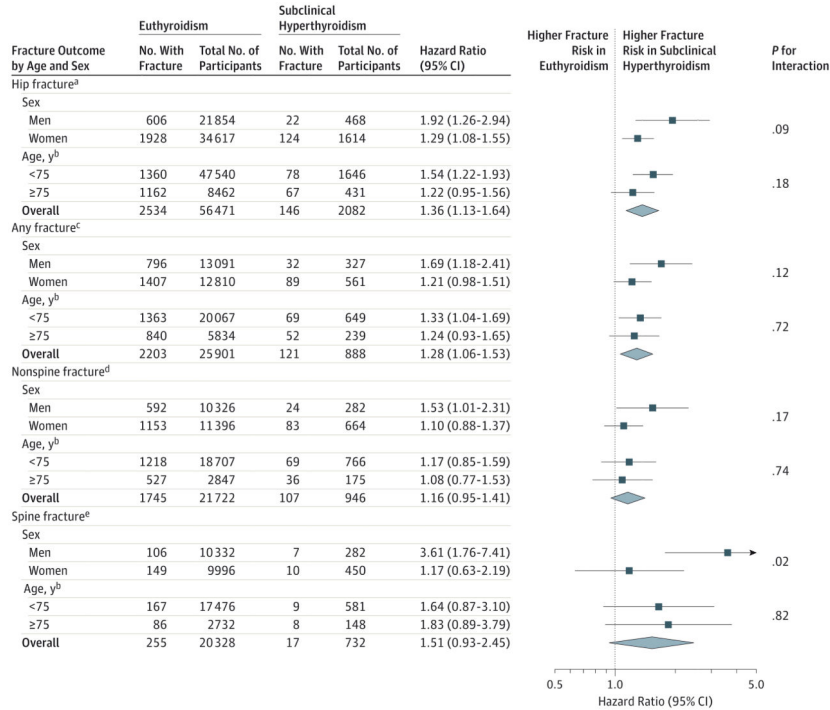 Euthyroidism Subclinical Hyperthyroidism Higher Fracture Risk in Euthyroidism Higher Fracture Risk in Subclinical Hyperthyroidism
Fracture Outcome by Age and Sex No. With Fracture Total No. of Participants No. With Fracture Total No. of Participants Hazard Ratio (95% CI) P for Interaction
Hip fractureᵃ
Sex
Men 606 21854 22 468 1.92 (1.26-2.94)
.09
Women 1928 34617 124 1614 1.29 (1.08-1.55)
Age, yᵇ
<75 1360 47540 78 1646 1.54 (1.22-1.93)
.18
≥75 1162 8462 67 431 1.22 (0.95-1.56)
Overall 2534 56471 146 2082 1.36 (1.13-1.64)
Any fractureᶜ
Sex
Men 796 13091 32 327 1.69 (1.18-2.41)
.12
Women 1407 12810 89 561 1.21 (0.98-1.51)
Age, yᵇ
<75 1363 20067 69 649 1.33 (1.04-1.69)
.72
≥75 840 5834 52 239 1.24 (0.93-1.65)
Overall 2203 25901 121 888 1.28 (1.06-1.53)
Nonspine fractureᵈ
Sex
Men 592 10326 24 282 1.53 (1.01-2.31)
.17
Women 1153 11396 83 664 1.10 (0.88-1.37)
Age, yᵇ
<75 1218 18707 69 766 1.17 (0.85-1.59)
.74
≥75 527 2847 36 175 1.08 (0.77-1.53)
Overall 1745 21722 107 946 1.16 (0.95-1.41)
Spine fractureᵉ
Sex
Men 106 10332 7 282 3.61 (1.76-7.41)
.02
Women 149 9996 10 450 1.17 (0.63-2.19)
Age, yᵇ
<75 167 17476 9 581 1.64 (0.87-3.10)
.82
≥75 86 2732 8 148 1.83 (0.89-3.79)
Overall 255 20328 17 732 1.51 (0.93-2.45)
0.5 1.0 5.0
Hazard Ratio (95% CI)